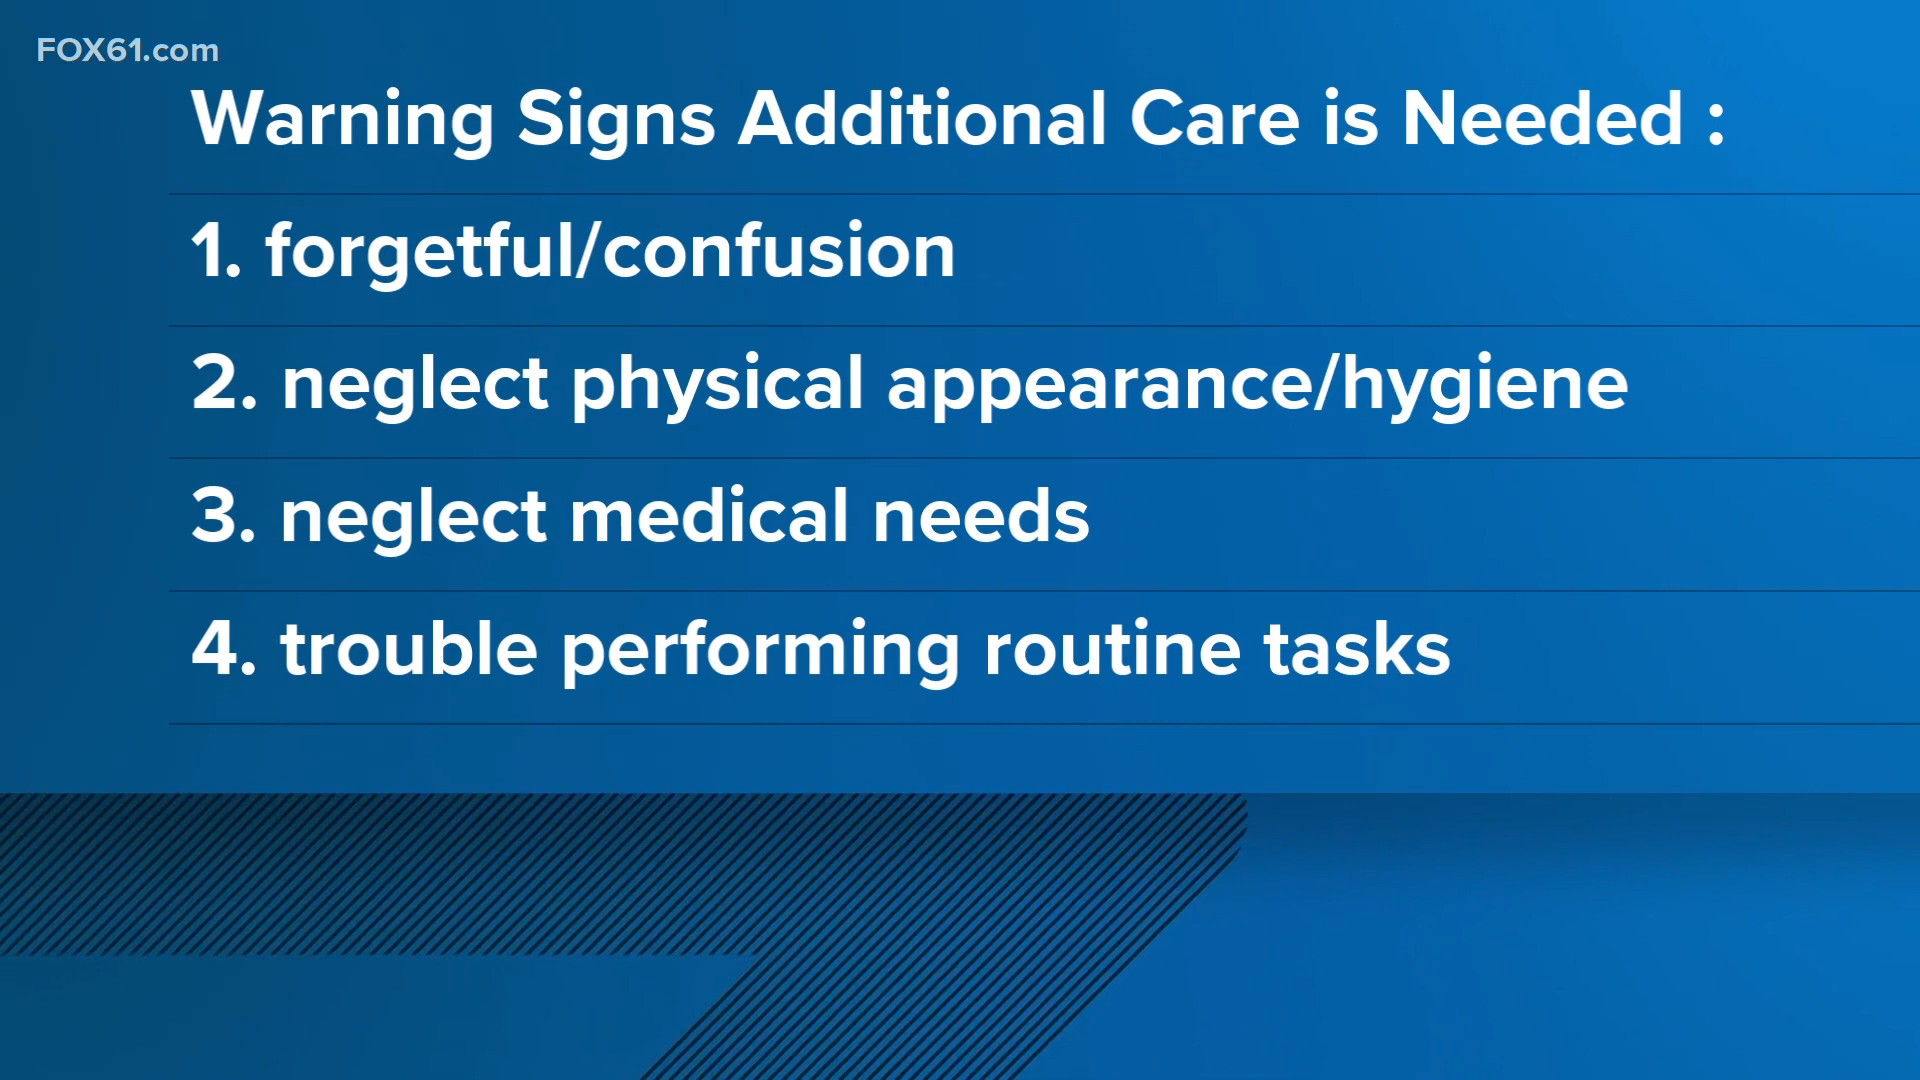 FOX61.com
Warning Signs Additional Care is Needed :
1. forgetful/confusion
2. neglect physical appearance/hygiene
3. neglect medical needs
4. trouble performing routine tasks